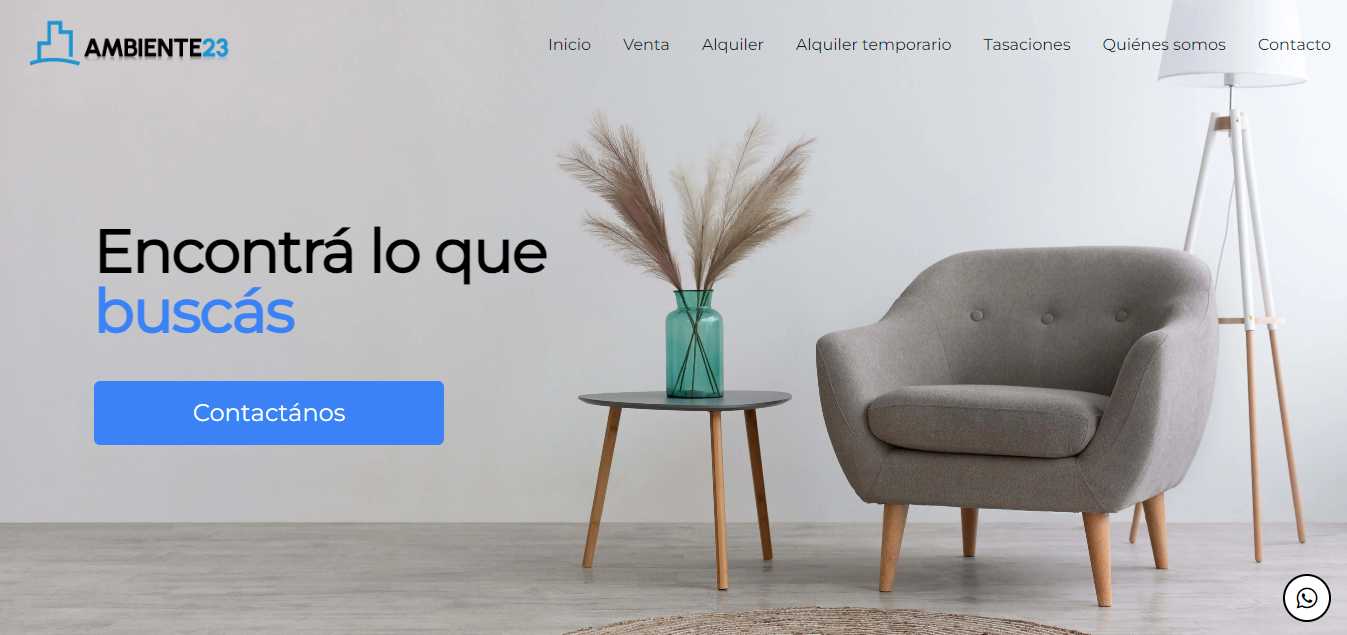 AMBIENTE23
Inicio Venta Alquiler Alquiler temporario Tasaciones Quiénes somos Contacto
Encontrá lo que
buscás
Contactános